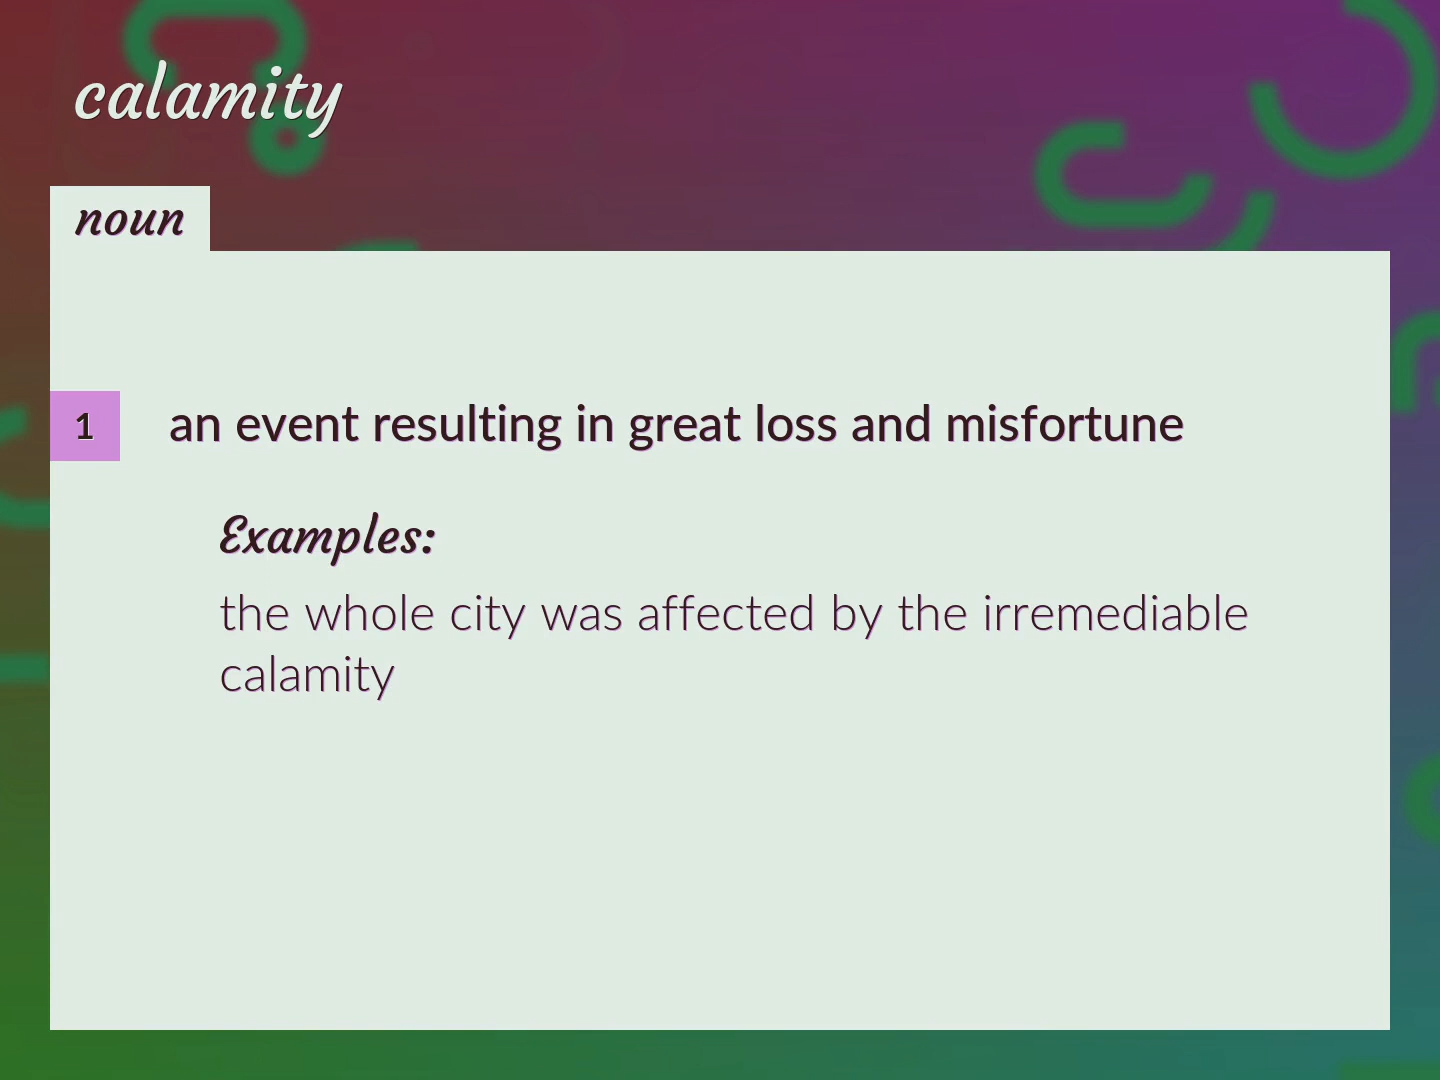 calamity
noun
1
an event resulting in great loss and misfortune
Examples:
the whole city was affected by the irremediable
calamity